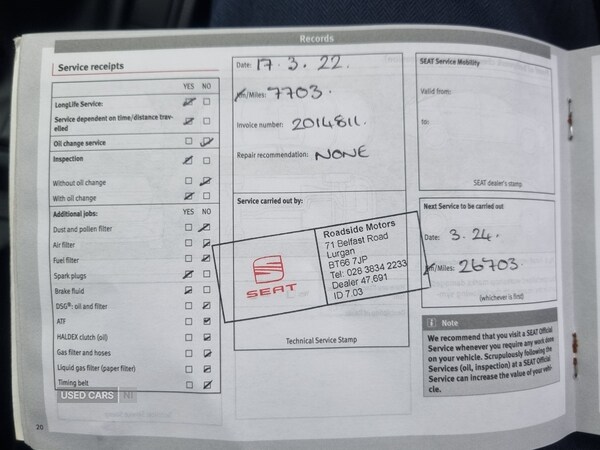 Records
Service receipts
YES NO
LongLife Service:
Service dependent on time/distance trav-
elled
Oil change service
Inspection
Without oil change
With oil change
Additional jobs: YES NO
Dust and pollen filter
Air filter
Fuel filter
Spark plugs
Brake fluid
DSG®: oil and filter
ATF
HALDEX clutch (oil)
Gas filter and hoses
Liquid gas filter (paper filter)
Timing belt
20
USED CARS NI
Date: 17.3.22.
Km/Miles: 7703.
Invoice number: 2014811.
Repair recommendation: NONE
Service carried out by:
SEAT
Roadside Motors
71 Belfast Road
Lurgan
BT66 7JP
Tel: 028 3834 2233
Dealer 47.691
ID 7.03
Technical Service Stamp
SEAT Service Mobility
Valid from:
to:
SEAT dealer's stamp
Next Service to be carried out
Date: 3.24.
Km/Miles: 26703.
(whichever is first)
i Note
We recommend that you visit a SEAT Official
Service whenever you require any work done
on your vehicle. Scrupulously following the
Services (oil, inspection) at a SEAT Official
Service can increase the value of your vehi-
cle.